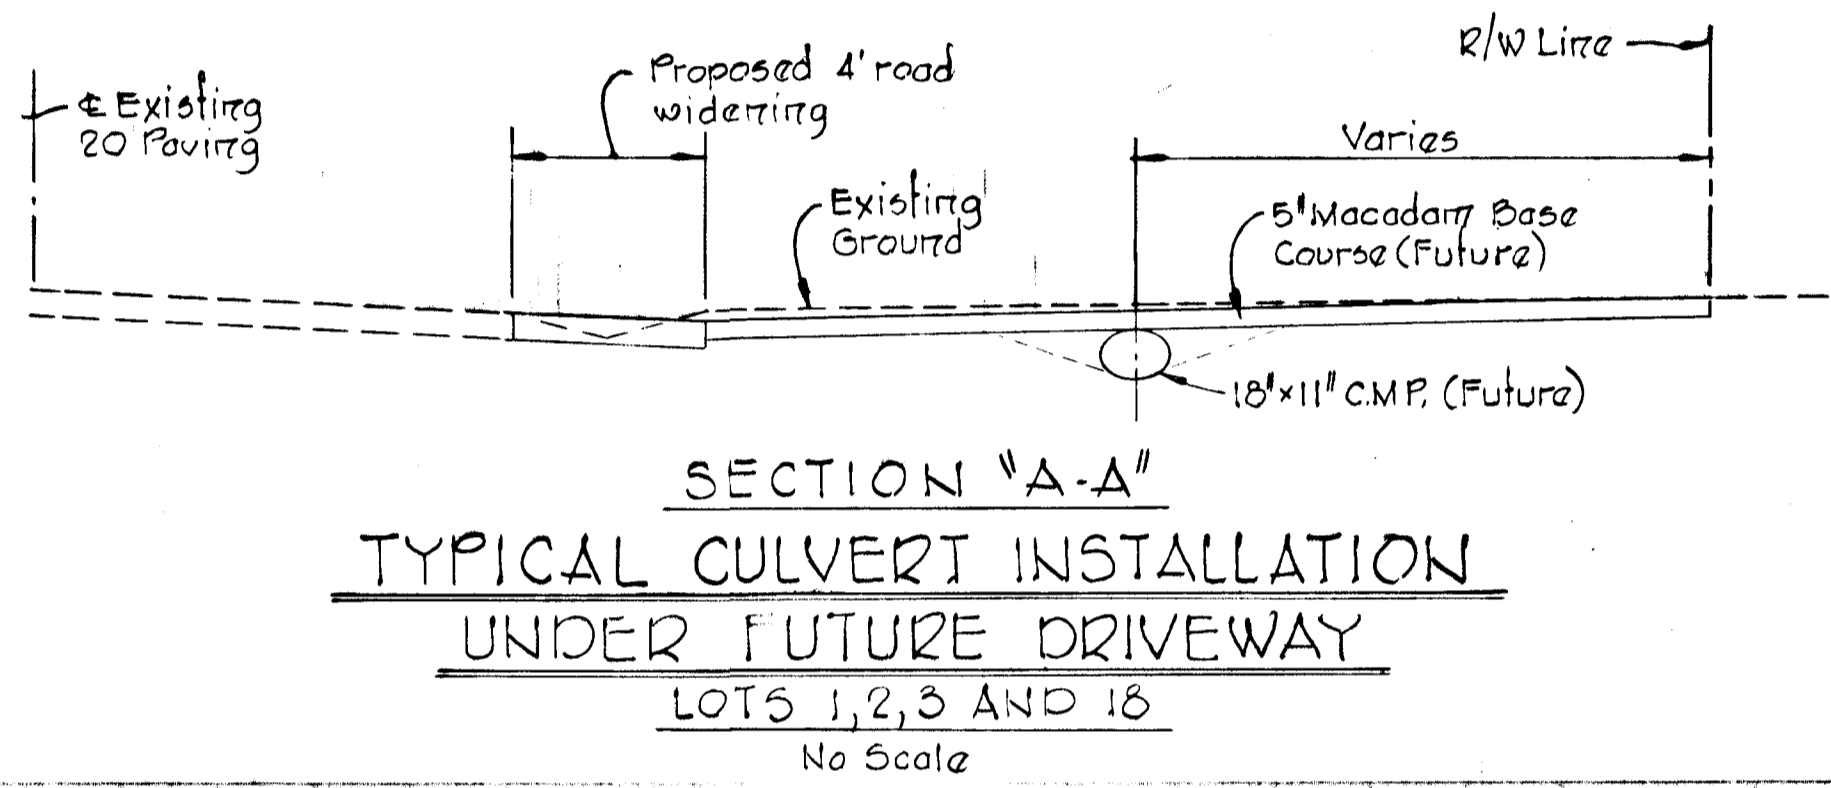 ℄ Existing
20 Paving
Proposed 4' road
widening
R/W Line
Varies
Existing
Ground
5" Macadam Base
Course (Future)
18"x11" C.M.P. (Future)
SECTION "A-A"
TYPICAL CULVERT INSTALLATION
UNDER FUTURE DRIVEWAY
LOTS 1,2,3 AND 18
No Scale